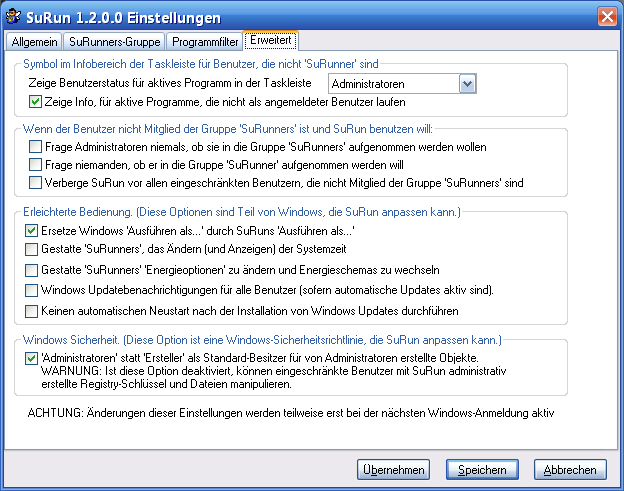 SuRun 1.2.0.0 Einstellungen
Allgemein SuRunners-Gruppe Programmfilter Erweitert
Symbol im Infobereich der Taskleiste für Benutzer, die nicht 'SuRunner' sind
Zeige Benutzerstatus für aktives Programm in der Taskleiste Administratoren
Zeige Info, für aktive Programme, die nicht als angemeldeter Benutzer laufen
Wenn der Benutzer nicht Mitglied der Gruppe 'SuRunners' ist und SuRun benutzen will:
Frage Administratoren niemals, ob sie in die Gruppe 'SuRunners' aufgenommen werden wollen
Frage niemanden, ob er in die Gruppe 'SuRunner' aufgenommen werden will
Verberge SuRun vor allen eingeschränkten Benutzern, die nicht Mitglied der Gruppe 'SuRunners' sind
Erleichterte Bedienung. (Diese Optionen sind Teil von Windows, die SuRun anpassen kann.)
Ersetze Windows 'Ausführen als...' durch SuRuns 'Ausführen als...'
Gestatte 'SuRunners', das Ändern (und Anzeigen) der Systemzeit
Gestatte 'SuRunners' 'Energieoptionen' zu ändern und Energieschemas zu wechseln
Windows Updatebenachrichtigungen für alle Benutzer (sofern automatische Updates aktiv sind).
Keinen automatischen Neustart nach der Installation von Windows Updates durchführen
Windows Sicherheit. (Diese Option ist eine Windows-Sicherheitsrichtlinie, die SuRun anpassen kann.)
'Administratoren' statt 'Ersteller' als Standard-Besitzer für von Administratoren erstellte Objekte.
WARNUNG: Ist diese Option deaktiviert, können eingeschränkte Benutzer mit SuRun administrativ
erstellte Registry-Schlüssel und Dateien manipulieren.
ACHTUNG: Änderungen dieser Einstellungen werden teilweise erst bei der nächsten Windows-Anmeldung aktiv
Übernehmen Speichern Abbrechen